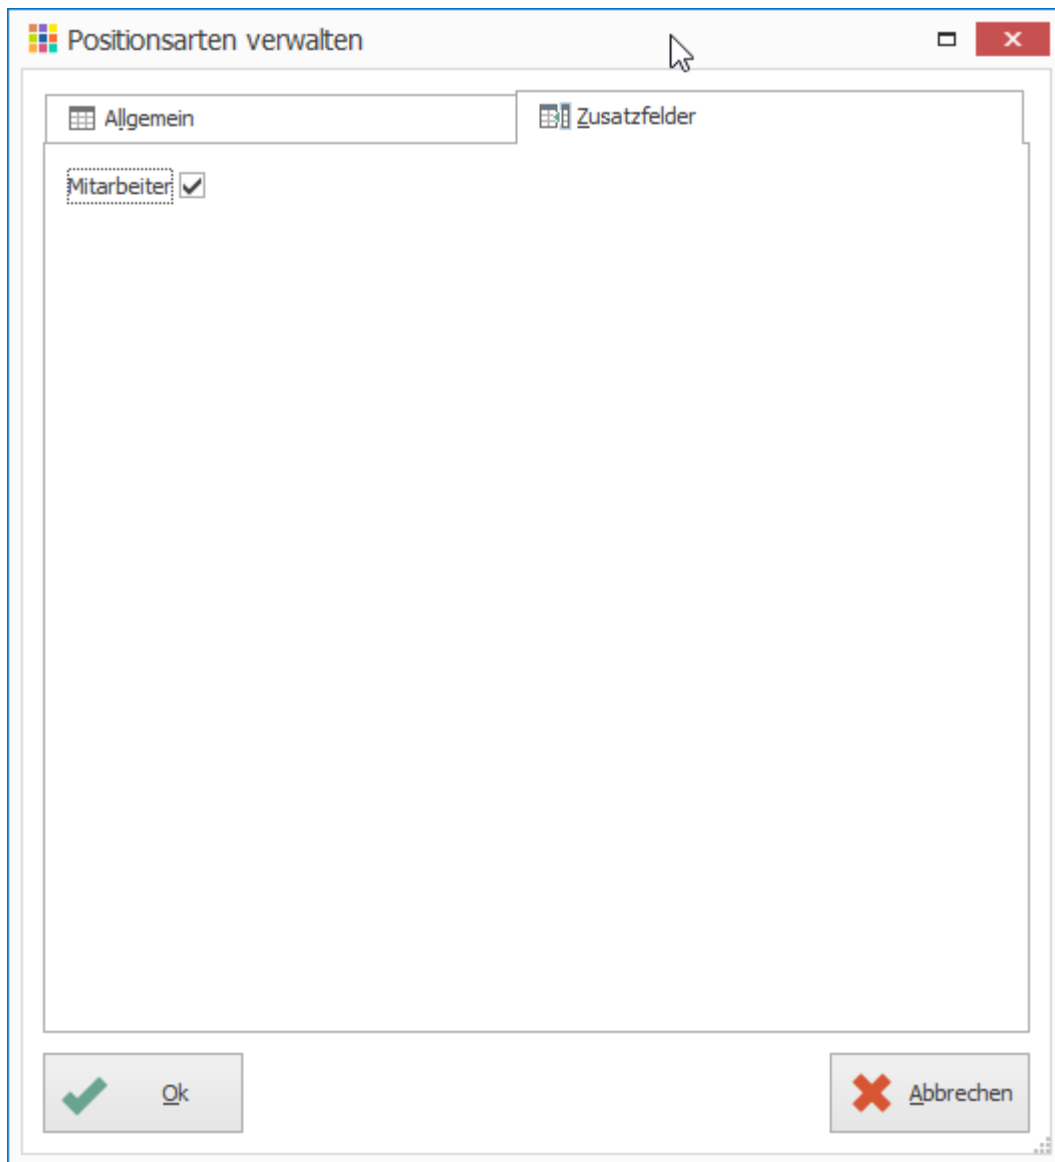 Positionsarten verwalten
Allgemein
Zusatzfelder
Mitarbeiter
Ok
Abbrechen